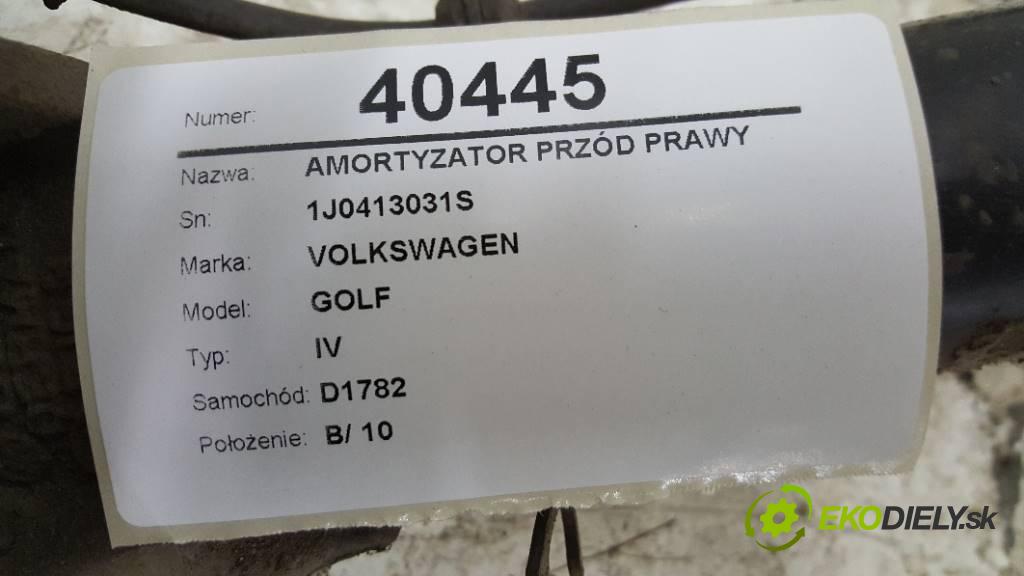 Numer: 40445
Nazwa: AMORTYZATOR PRZÓD PRAWY
Sn: 1J0413031S
Marka: VOLKSWAGEN
Model: GOLF
Typ: IV
Samochód: D1782
Położenie: B/ 10
EKODIELY.sk